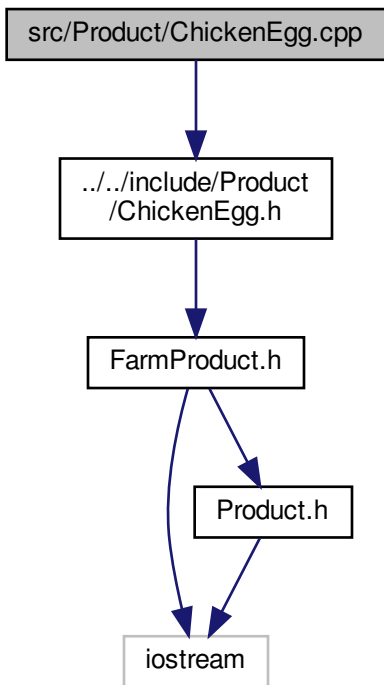 src/Product/ChickenEgg.cpp
../../include/Product
/ChickenEgg.h
FarmProduct.h
Product.h
iostream